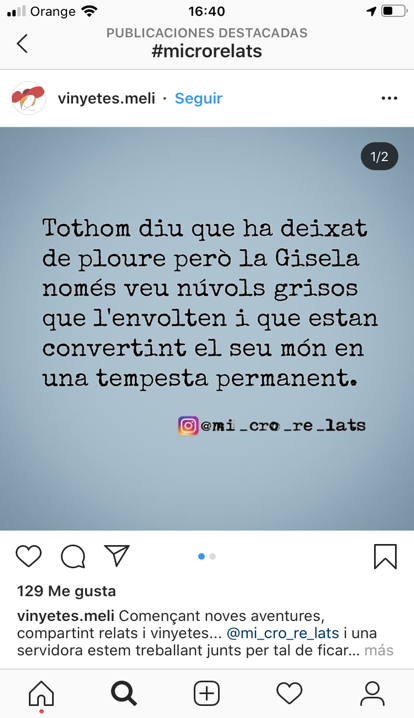 Orange 16:40
PUBLICACIONES DESTACADAS
#microrelats
vinyetes.meli · Seguir
1/2
Tothom diu que ha deixat
de ploure però la Gisela
només veu núvols grisos
que l'envolten i que estan
convertint el seu món en
una tempesta permanent.
@mi_cro_re_lats
129 Me gusta
vinyetes.meli Començant noves aventures,
compartint relats i vinyetes... @mi_cro_re_lats i una
servidora estem treballant junts per tal de ficar... más